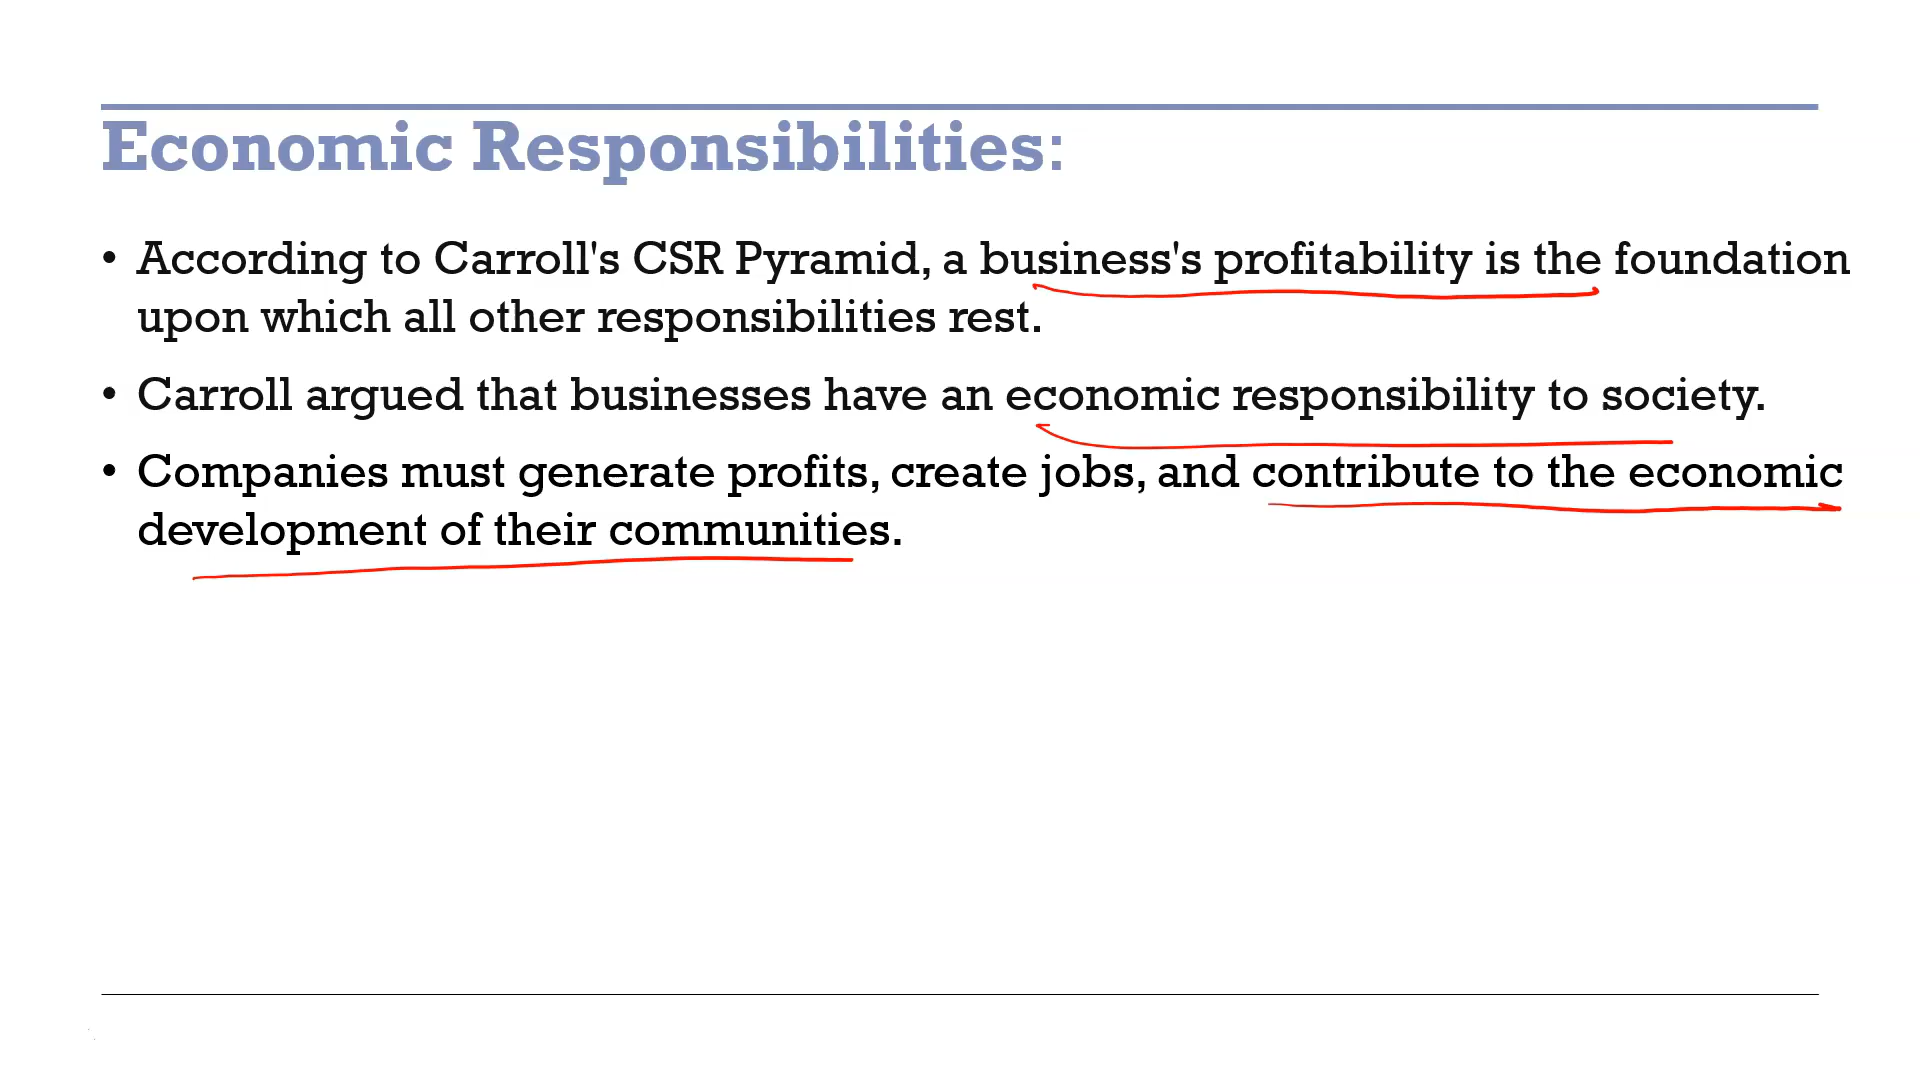 Economic Responsibilities:
• According to Carroll's CSR Pyramid, a business's profitability is the foundation
upon which all other responsibilities rest.
• Carroll argued that businesses have an economic responsibility to society.
• Companies must generate profits, create jobs, and contribute to the economic
development of their communities.